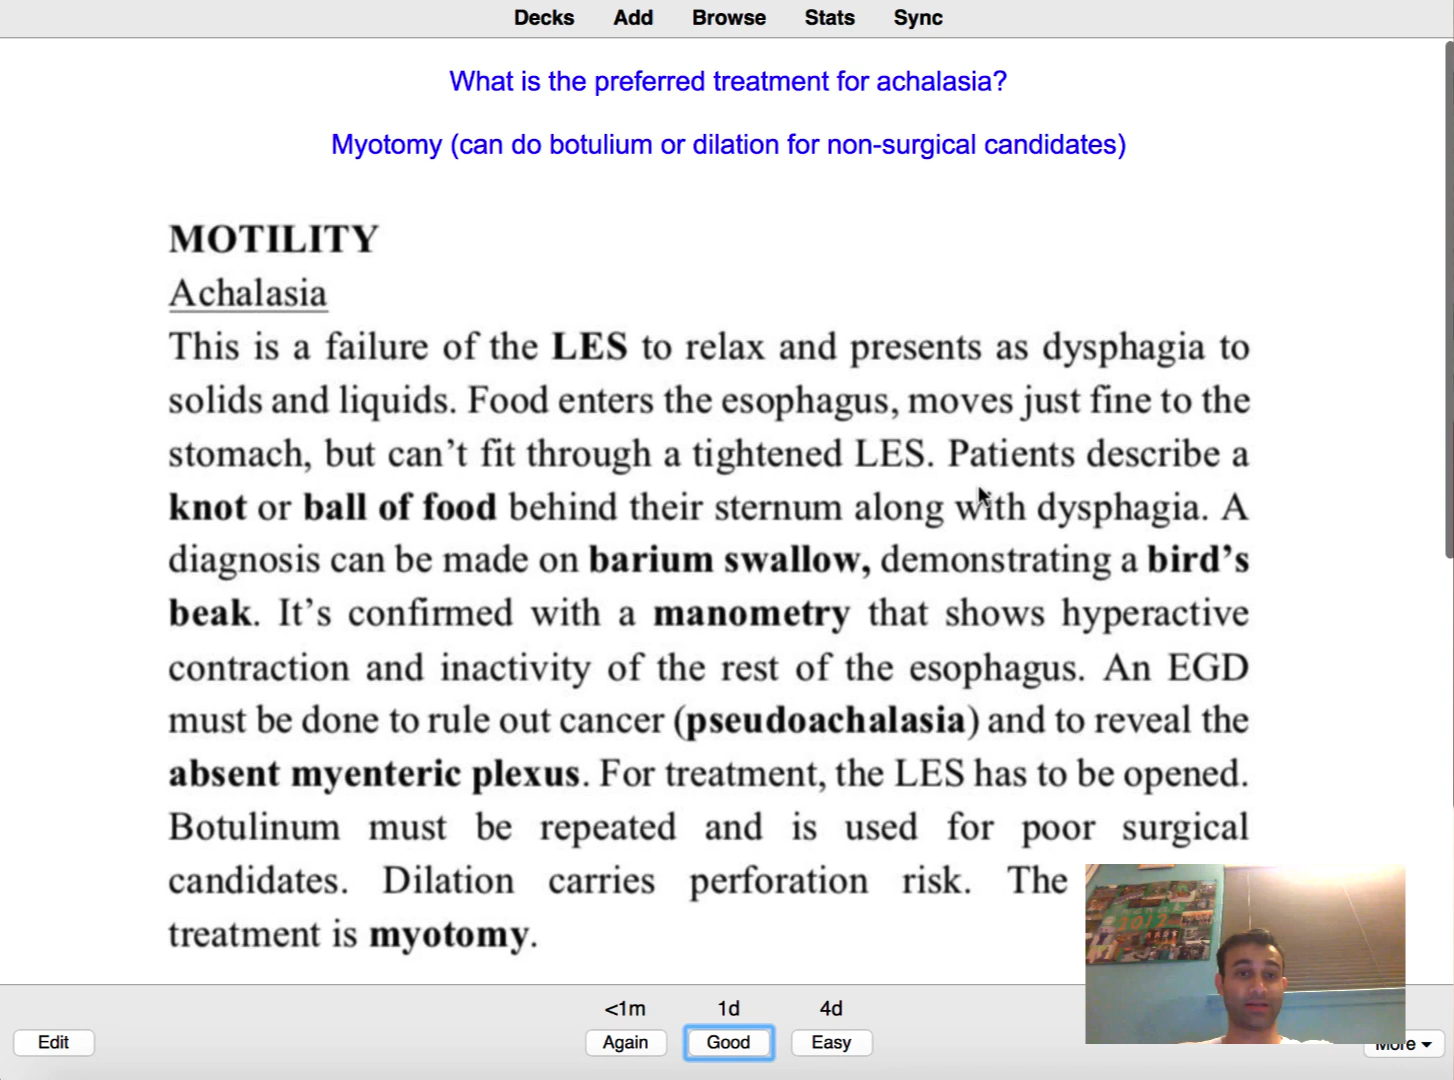 Decks Add Browse Stats Sync
What is the preferred treatment for achalasia?
Myotomy (can do botulium or dilation for non-surgical candidates)
MOTILITY
Achalasia
This is a failure of the LES to relax and presents as dysphagia to
solids and liquids. Food enters the esophagus, moves just fine to the
stomach, but can’t fit through a tightened LES. Patients describe a
knot or ball of food behind their sternum along with dysphagia. A
diagnosis can be made on barium swallow, demonstrating a bird’s
beak. It’s confirmed with a manometry that shows hyperactive
contraction and inactivity of the rest of the esophagus. An EGD
must be done to rule out cancer (pseudoachalasia) and to reveal the
absent myenteric plexus. For treatment, the LES has to be opened.
Botulinum must be repeated and is used for poor surgical
candidates. Dilation carries perforation risk. The
treatment is myotomy.
2017
<1m 1d 4d
Edit Again Good Easy More